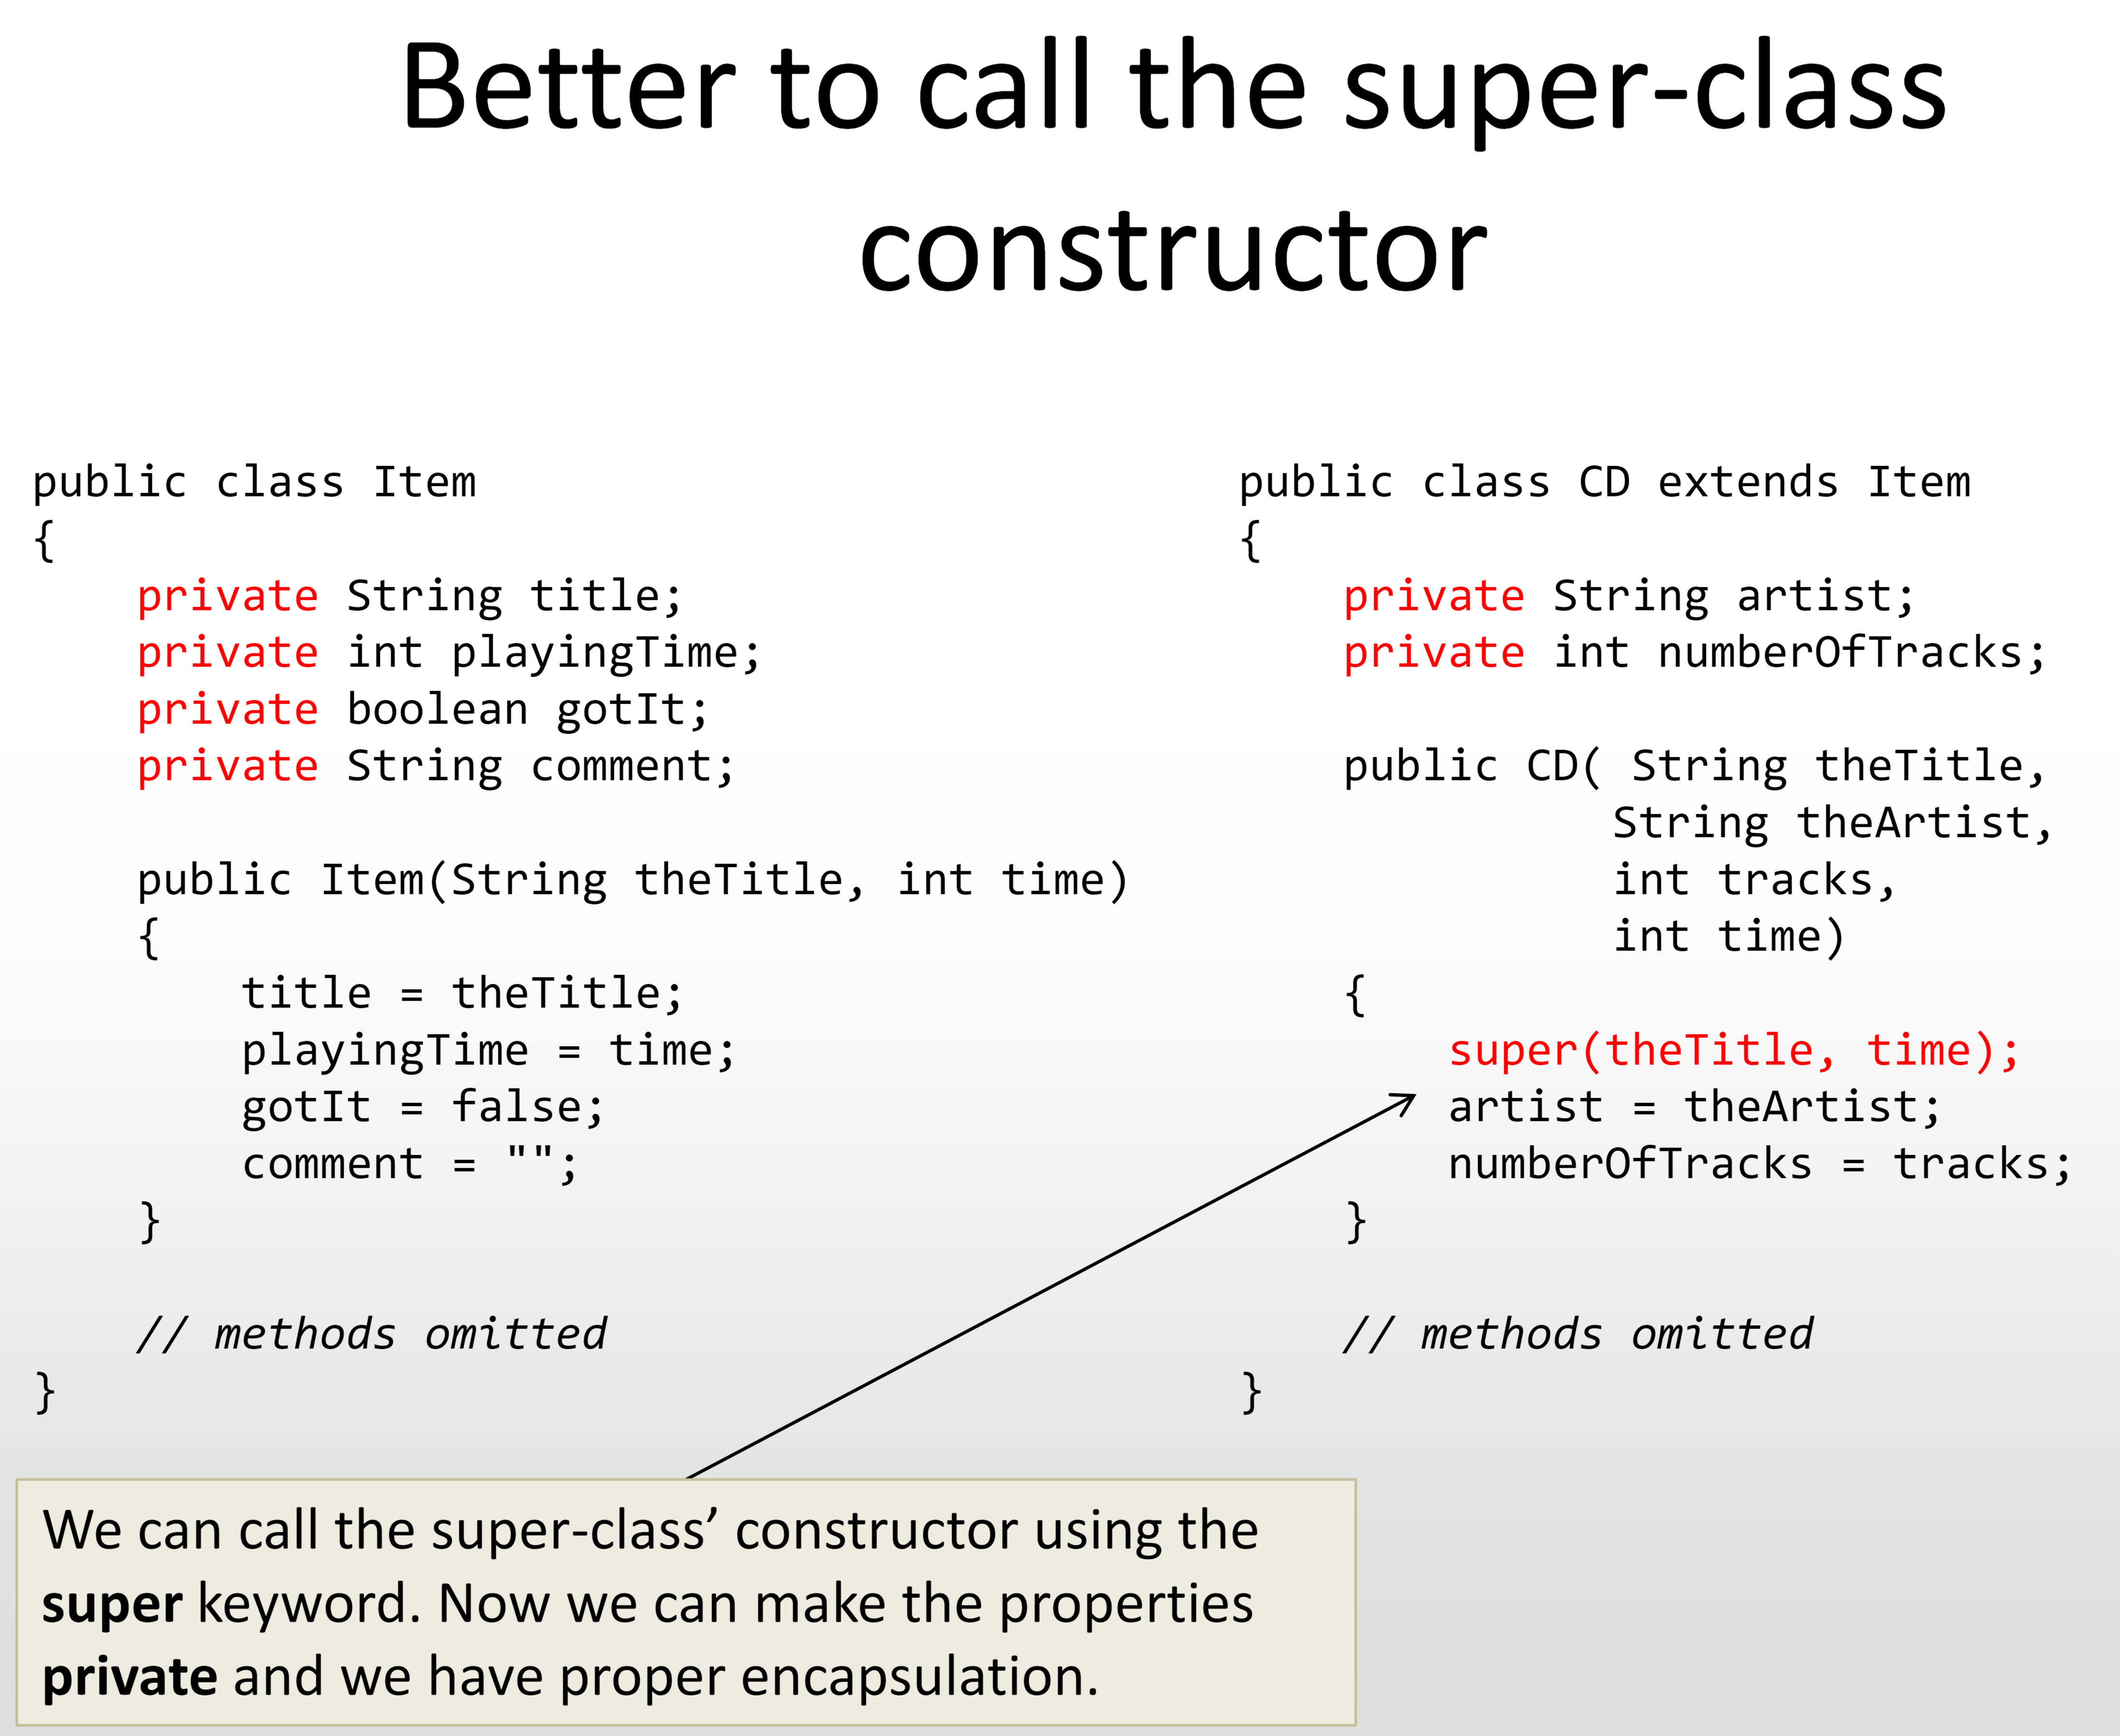 Better to call the super-class
constructor
public class Item
{
    private String title;
    private int playingTime;
    private boolean gotIt;
    private String comment;

    public Item(String theTitle, int time)
    {
        title = theTitle;
        playingTime = time;
        gotIt = false;
        comment = "";
    }

    // methods omitted
}
public class CD extends Item
{
    private String artist;
    private int numberOfTracks;

    public CD( String theTitle,
               String theArtist,
               int tracks,
               int time)
    {
        super(theTitle, time);
        artist = theArtist;
        numberOfTracks = tracks;
    }

    // methods omitted
}
We can call the super-class’ constructor using the
super keyword. Now we can make the properties
private and we have proper encapsulation.